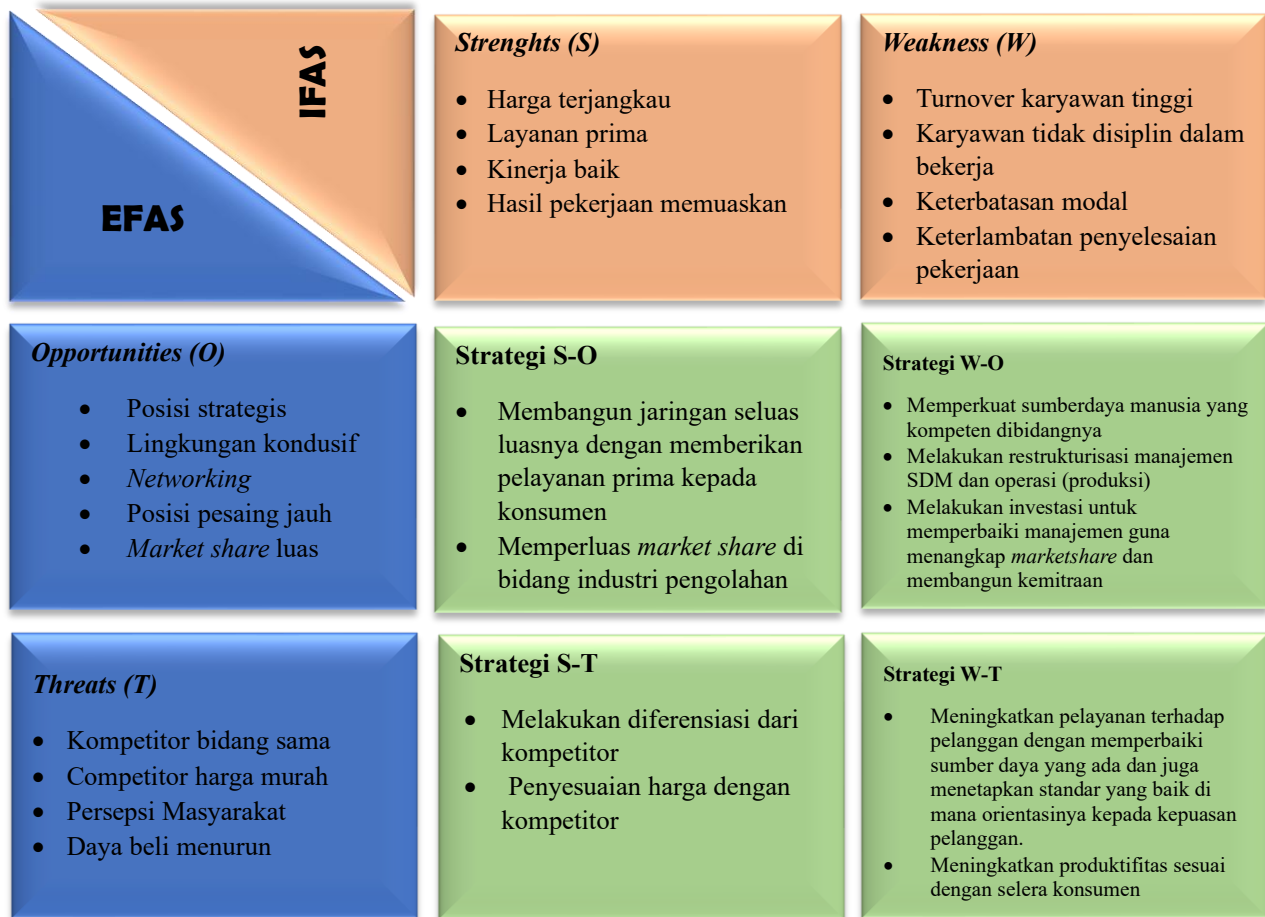 IFAS
EFAS
Strenghts (S)
• Harga terjangkau
• Layanan prima
• Kinerja baik
• Hasil pekerjaan memuaskan
Weakness (W)
• Turnover karyawan tinggi
• Karyawan tidak disiplin dalam
bekerja
• Keterbatasan modal
• Keterlambatan penyelesaian
pekerjaan
Opportunities (O)
• Posisi strategis
• Lingkungan kondusif
• Networking
• Posisi pesaing jauh
• Market share luas
Strategi S-O
• Membangun jaringan seluas
luasnya dengan memberikan
pelayanan prima kepada
konsumen
• Memperluas market share di
bidang industri pengolahan
Strategi W-O
• Memperkuat sumberdaya manusia yang
kompeten dibidangnya
• Melakukan restrukturisasi manajemen
SDM dan operasi (produksi)
• Melakukan investasi untuk
memperbaiki manajemen guna
menangkap marketshare dan
membangun kemitraan
Threats (T)
• Kompetitor bidang sama
• Competitor harga murah
• Persepsi Masyarakat
• Daya beli menurun
Strategi S-T
• Melakukan diferensiasi dari
kompetitor
• Penyesuaian harga dengan
kompetitor
Strategi W-T
• Meningkatkan pelayanan terhadap
pelanggan dengan memperbaiki
sumber daya yang ada dan juga
menetapkan standar yang baik di
mana orientasinya kepada kepuasan
pelanggan.
• Meningkatkan produktifitas sesuai
dengan selera konsumen